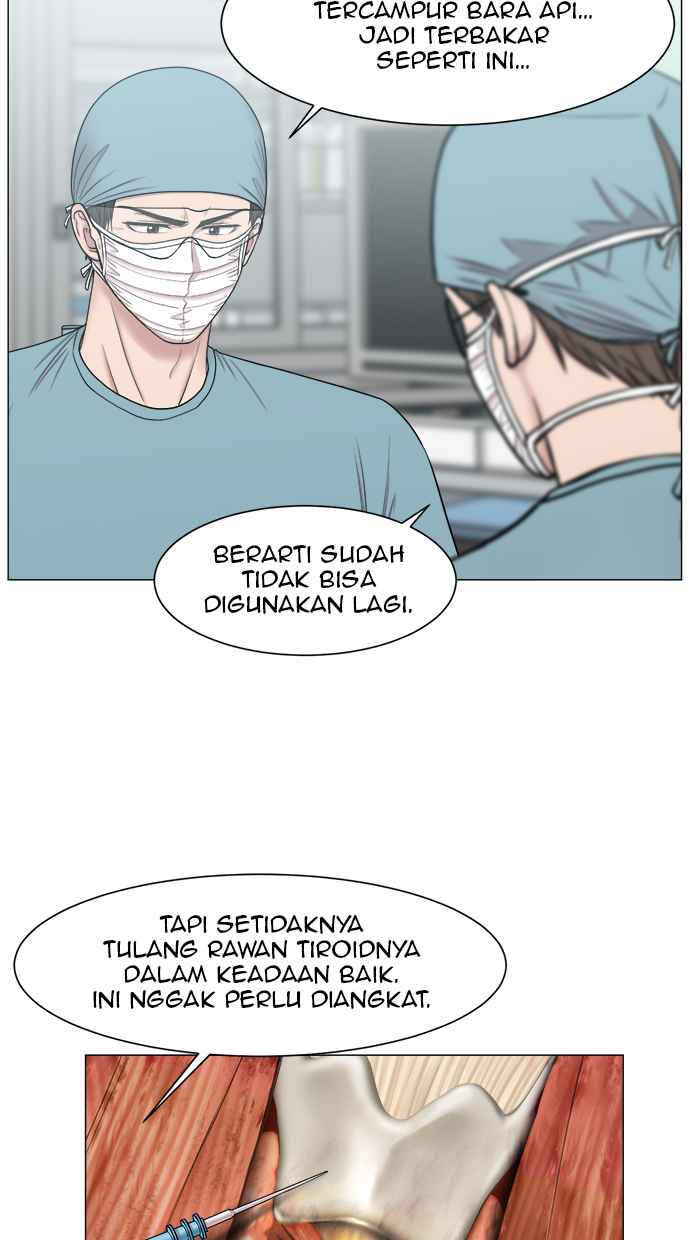 TERCAMPUR BARA API...
JADI TERBAKAR
SEPERTI INI...
BERARTI SUDAH
TIDAK BISA
DIGUNAKAN LAGI.
TAPI SETIDAKNYA
TULANG RAWAN TIROIDNYA
DALAM KEADAAN BAIK.
INI NGGAK PERLU DIANGKAT.